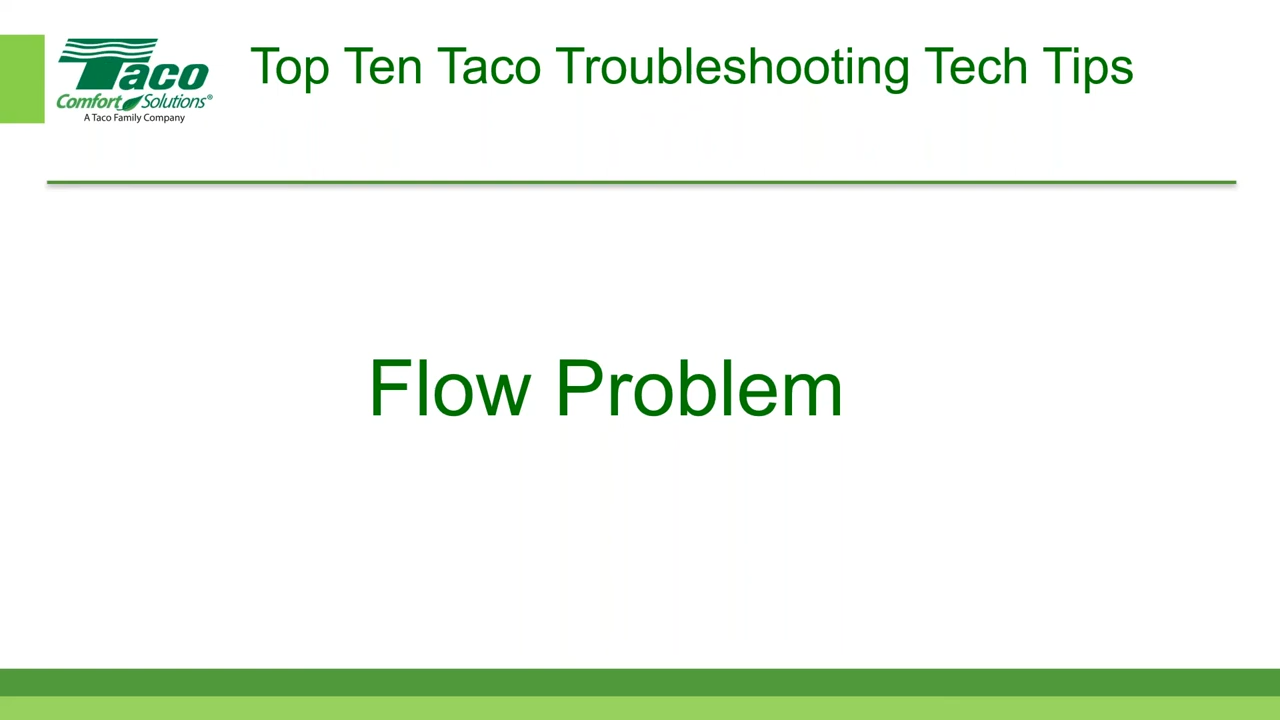 Taco
Comfort Solutions®
A Taco Family Company
Top Ten Taco Troubleshooting Tech Tips
Flow Problem